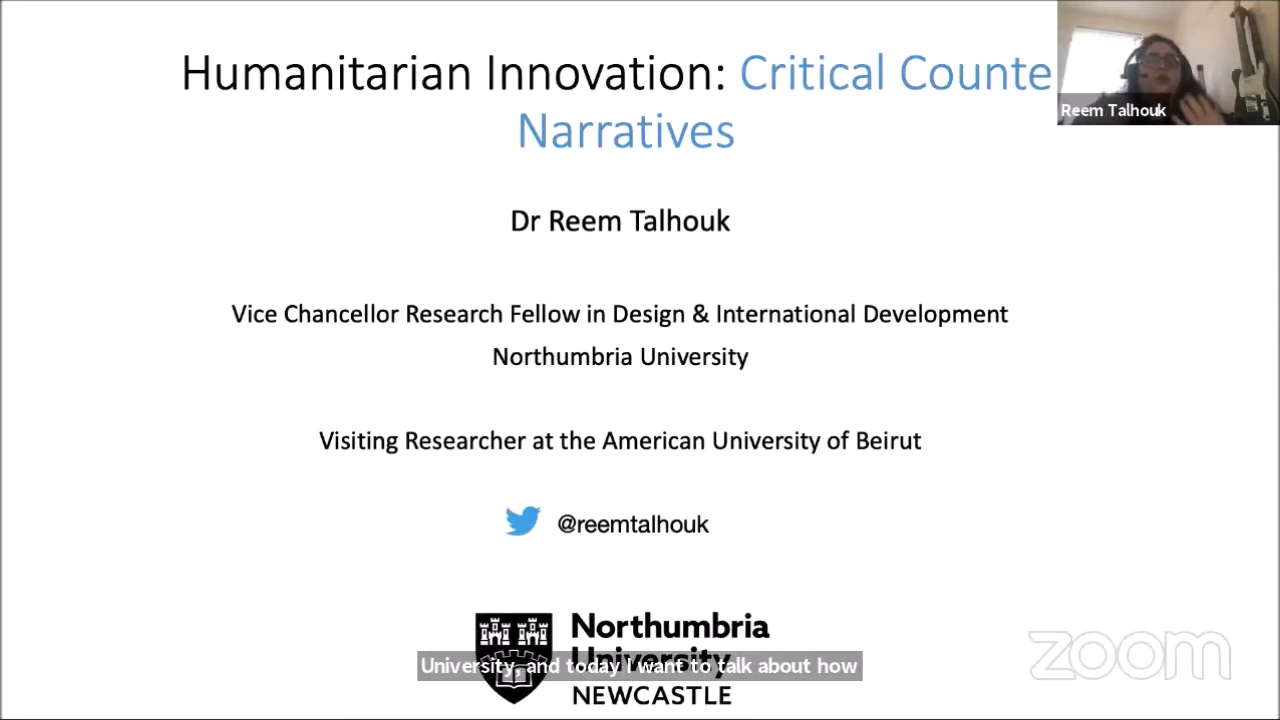 Humanitarian Innovation: Critical Counte
Narratives
Reem Talhouk
Dr Reem Talhouk
Vice Chancellor Research Fellow in Design & International Development
Northumbria University
Visiting Researcher at the American University of Beirut
@reemtalhouk
Northumbria
University
University, and today I want to talk about how
NEWCASTLE
zoom